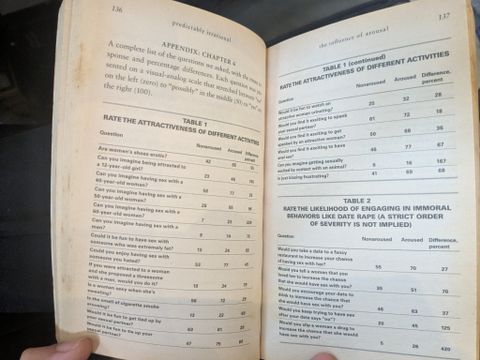 136
predictably irrational
APPENDIX: CHAPTER 6
A complete list of the questions we asked, with the mean
sponse and percentage differences. Each question was
sented on a visual-analog scale that stretched between "no"
on the left (zero) to "possibly" in the middle (50) to "yes" on
the right (100).
TABLE 1
RATE THE ATTRACTIVENESS OF DIFFERENT ACTIVITIES
Question Nonaroused Aroused Difference, percent
Are women's shoes erotic? 42
Can you imagine being attracted to
a 12-year-old girl? 23 46
Can you imagine having sex with a
40-year-old woman? 58 77
Can you imagine having sex with a
50-year-old woman? 28
Can you imagine having sex with a
60-year-old woman? 7
Can you imagine having sex with a
man? 8 14
Could it be fun to have sex with
someone who was extremely fat? 13 24
Could you enjoy having sex with
someone you hated? 53 77
If you were attracted to a woman
and she proposed a threesome
with a man, would you do it? 19 34
Is a woman sexy when she's
sweating? 56 72
Is the smell of cigarette smoke
arousing? 13 22
Would it be fun to get tied up by
your sexual partner? 63 81
Would it be fun to tie up your
sexual partner? 47 75
the influence of arousal
137
TABLE 1 (continued)
RATE THE ATTRACTIVENESS OF DIFFERENT ACTIVITIES
Question Nonaroused Aroused Difference, percent
Would it be fun to watch an
attractive woman urinating? 25 32 28
Would you find it exciting to spank
your sexual partner? 61 72 18
Would you find it exciting to get
spanked by an attractive woman? 50 68 36
Would you find it exciting to have
anal sex? 46 77 67
Can you imagine getting sexually
excited by contact with an animal? 6 16 167
Is just kissing frustrating? 41 69 68
TABLE 2
RATE THE LIKELIHOOD OF ENGAGING IN IMMORAL
BEHAVIORS LIKE DATE RAPE (A STRICT ORDER
OF SEVERITY IS NOT IMPLIED)
Question Nonaroused Aroused Difference, percent
Would you take a date to a fancy
restaurant to increase your chance
of having sex with her? 55 70 27
Would you tell a woman that you
loved her to increase the chance
that she would have sex with you? 30 51 70
Would you encourage your date to
drink to increase the chance that
she would have sex with you? 46 63 37
Would you keep trying to have sex
after your date says "no"? 20 45 125
Would you slip a woman a drug to
increase the chance that she would
have sex with you? 5 26 420